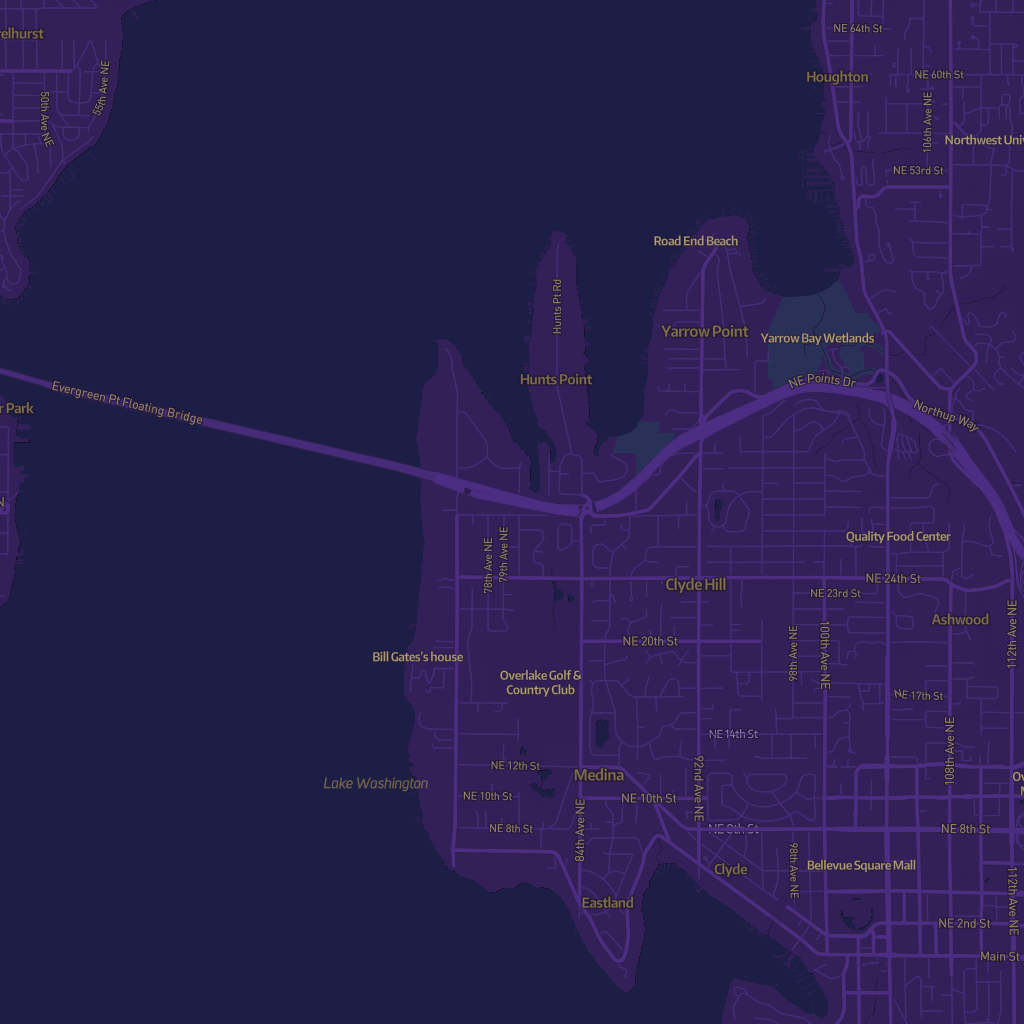 NE 64th St
elhurst
Houghton
NE 60th St
55th Ave NE
50th Ave NE
106th Ave NE
Northwest Univ
NE 53rd St
Road End Beach
Hunts Pt Rd
Yarrow Point
Yarrow Bay Wetlands
Hunts Point
NE Points Dr
Evergreen Pt Floating Bridge
r Park
Northup Way
N
Quality Food Center
78th Ave NE
79th Ave NE
NE 24th St
Clyde Hill
NE 23rd St
Ashwood
112th Ave NE
NE 20th St
98th Ave NE
100th Ave NE
Bill Gates's house
Overlake Golf &
Country Club
NE 17th St
NE 14th St
108th Ave NE
NE 12th St
Medina
Lake Washington
92nd Ave NE
NE 10th St
NE 10th St
NE 8th St
84th Ave NE
NE 8th St
NE 8th St
Clyde
98th Ave NE
Bellevue Square Mall
112th Ave NE
Eastland
NE 2nd St
Main St